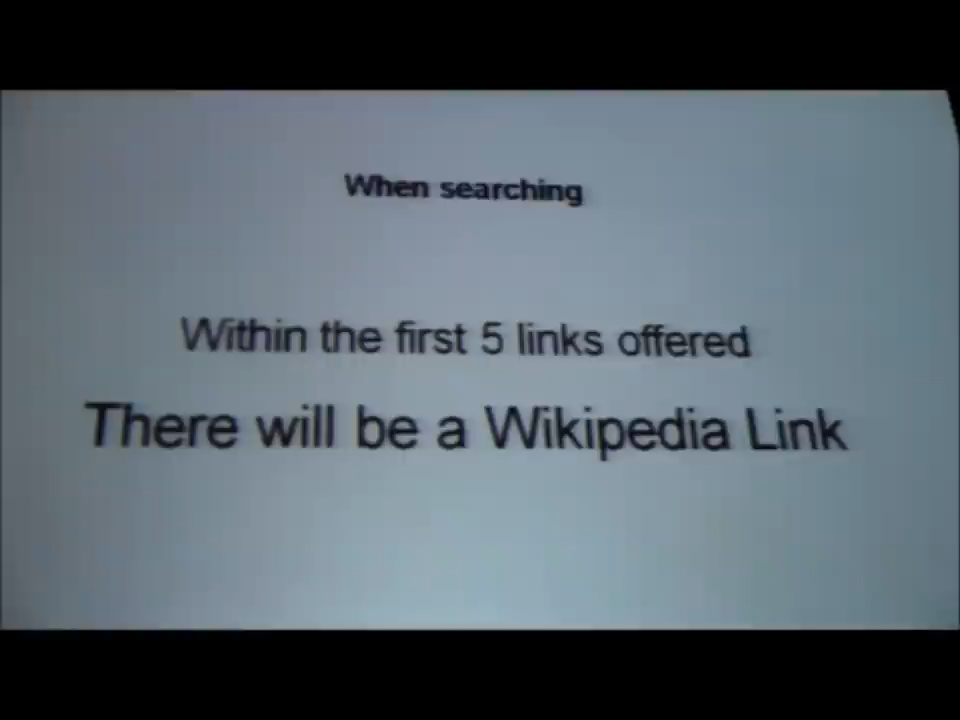 When searching
Within the first 5 links offered
There will be a Wikipedia Link